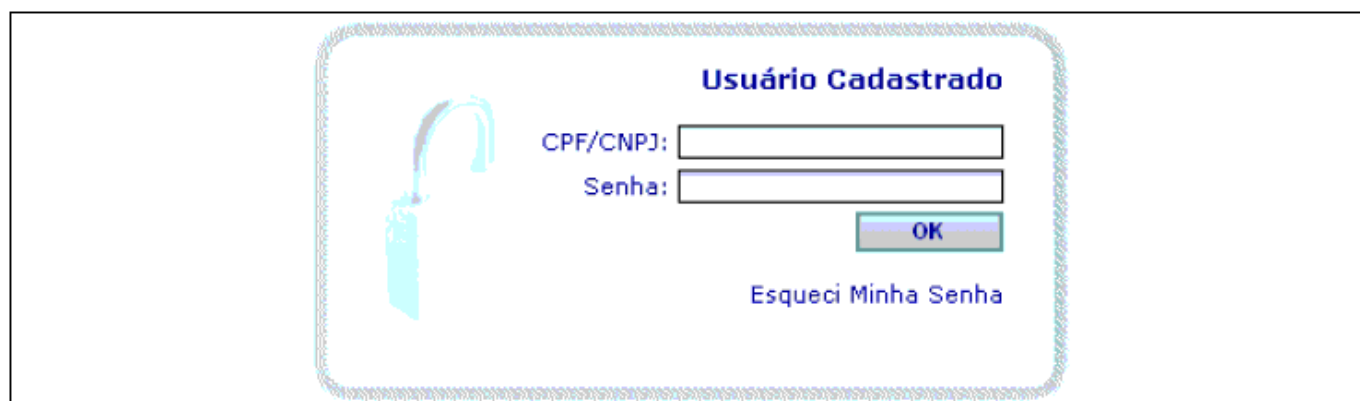 Usuário Cadastrado
CPF/CNPJ:
Senha:
OK
Esqueci Minha Senha